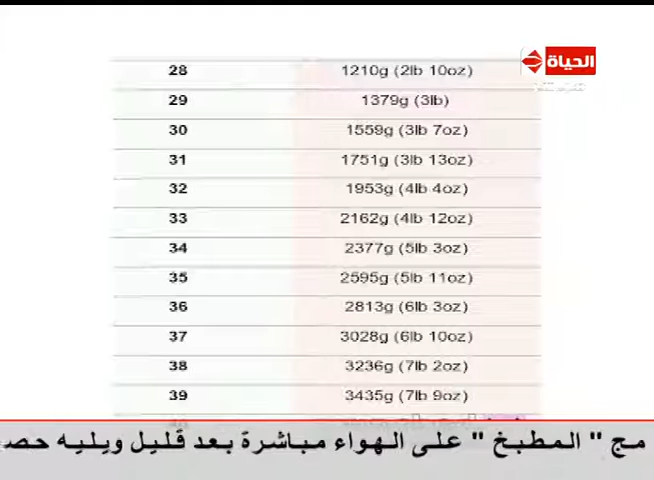 الحياة
28 1210g (2lb 10oz)
29 1379g (3lb)
30 1559g (3lb 7oz)
31 1751g (3lb 13oz)
32 1953g (4lb 4oz)
33 2162g (4lb 12oz)
34 2377g (5lb 3oz)
35 2595g (5lb 11oz)
36 2813g (6lb 3oz)
37 3028g (6lb 10oz)
38 3236g (7lb 2oz)
39 3435g (7lb 9oz)
مج " المطبخ " على الهواء مباشرة بعد قليل ويليه حصـ